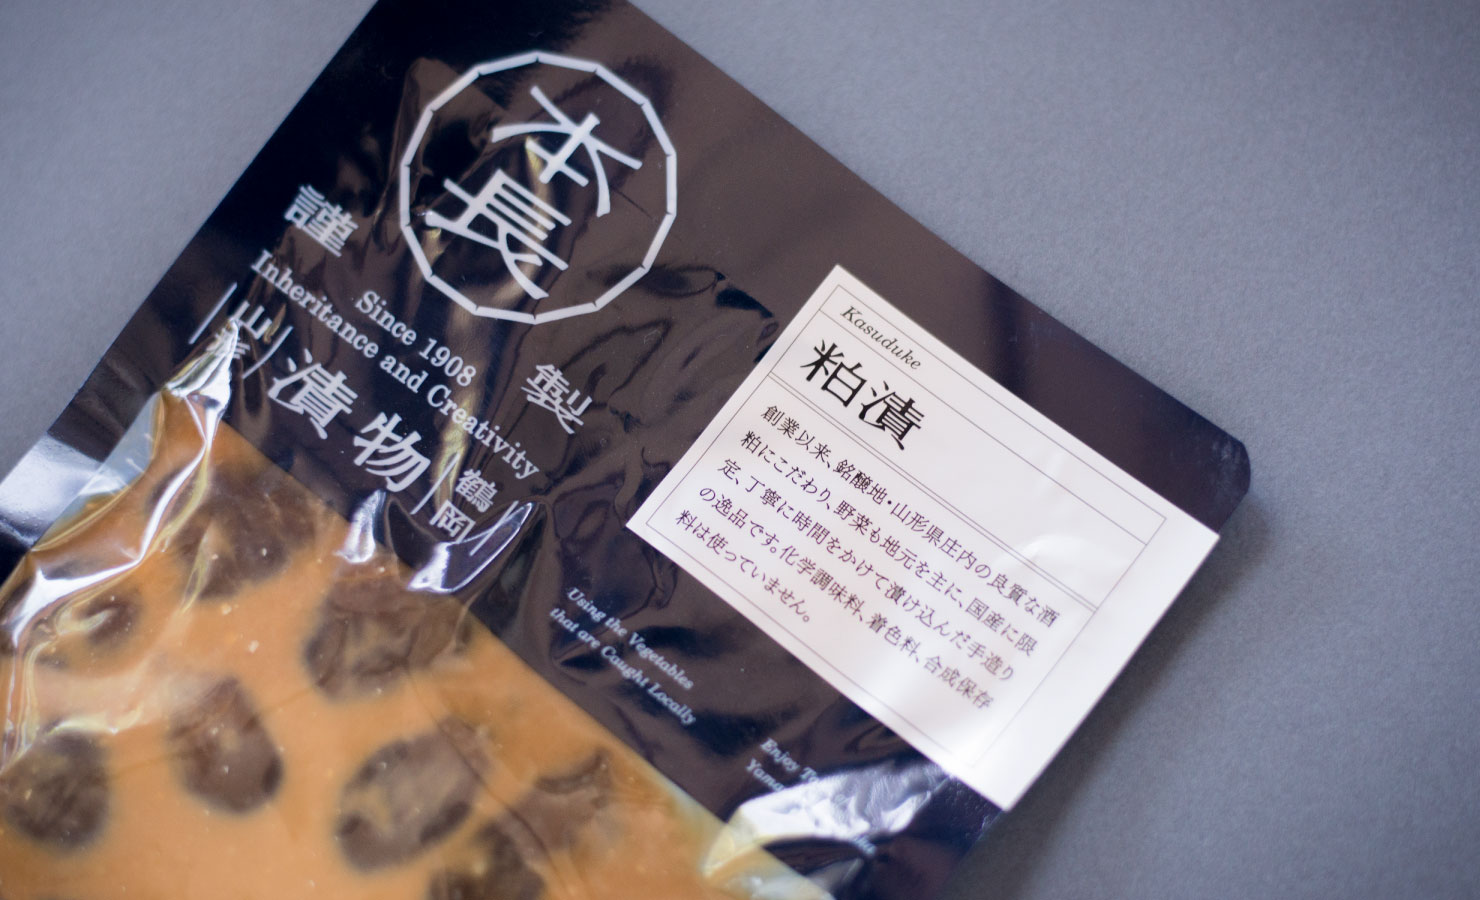 本長
謹製
Since 1908
Inheritance and Creativity
山形 漬物 鶴岡
Kasuduke
粕漬
創業以来、銘醸地・山形県庄内の良質な酒
粕にこだわり、野菜も地元を主に、国産に限
定、丁寧に時間をかけて漬け込んだ手造り
の逸品です。化学調味料、着色料、合成保存
料は使っていません。
Using the Vegetables
that are Caught Locally
Enjoy